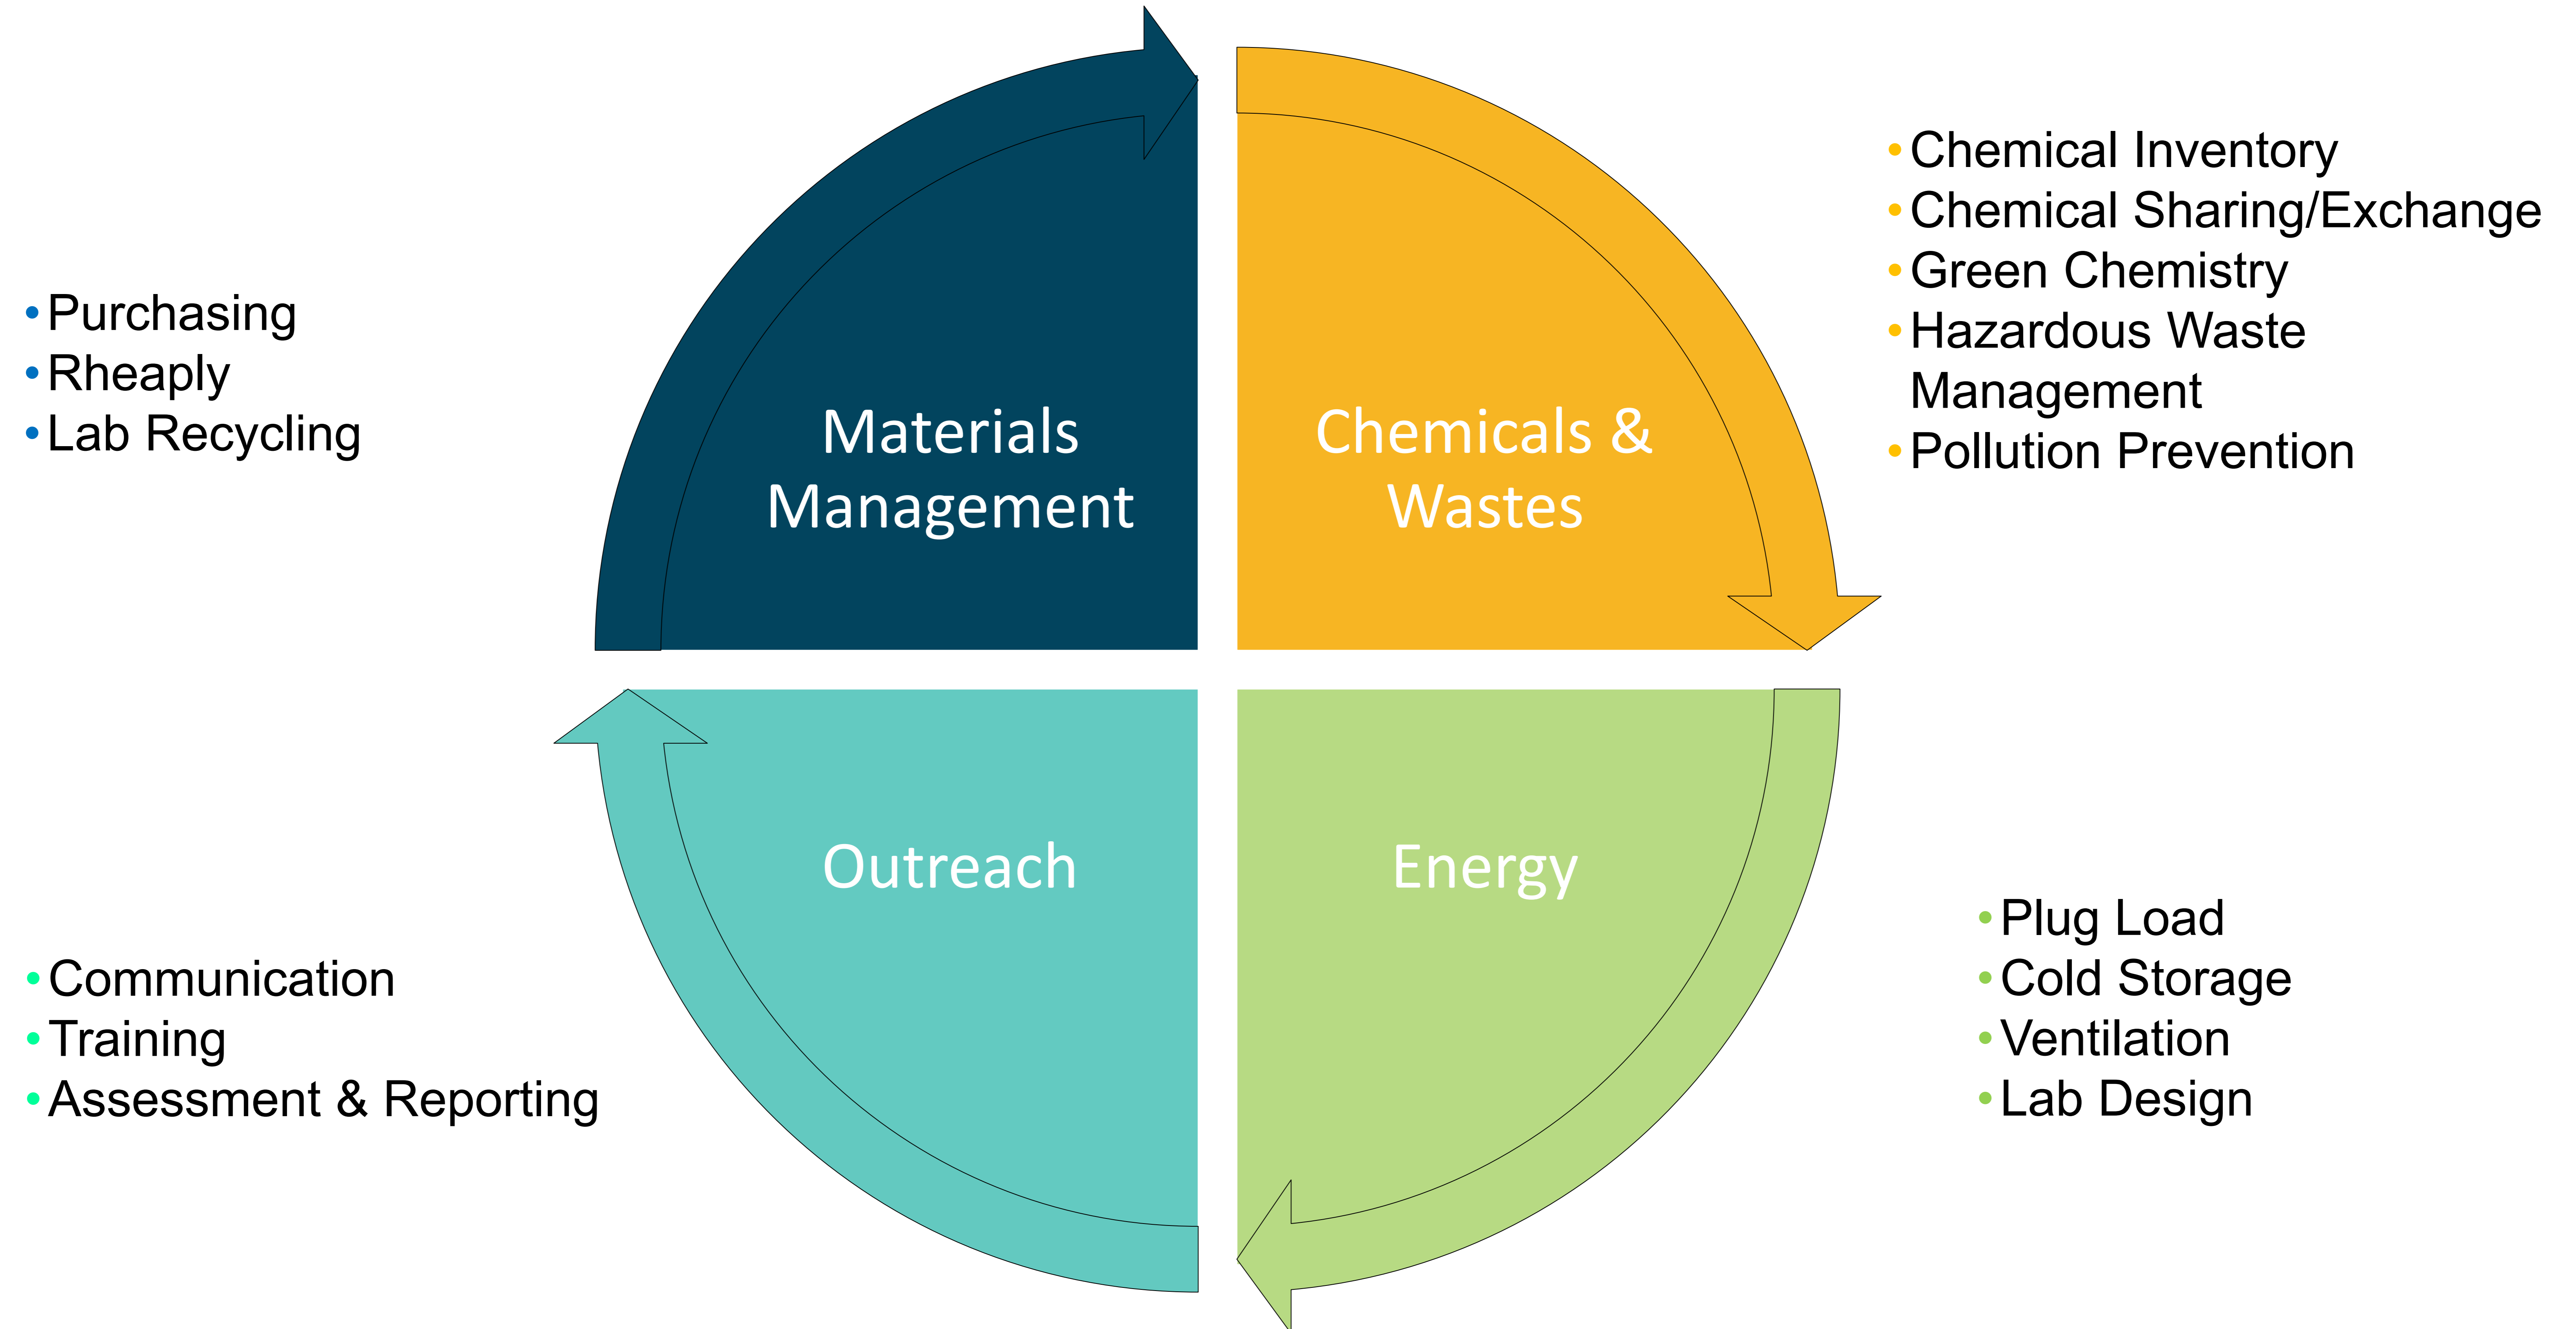 Materials
Management
Chemicals &
Wastes
Outreach
Energy
•Purchasing
•Rheaply
•Lab Recycling
•Chemical Inventory
•Chemical Sharing/Exchange
•Green Chemistry
•Hazardous Waste
Management
•Pollution Prevention
•Communication
•Training
•Assessment & Reporting
•Plug Load
•Cold Storage
•Ventilation
•Lab Design